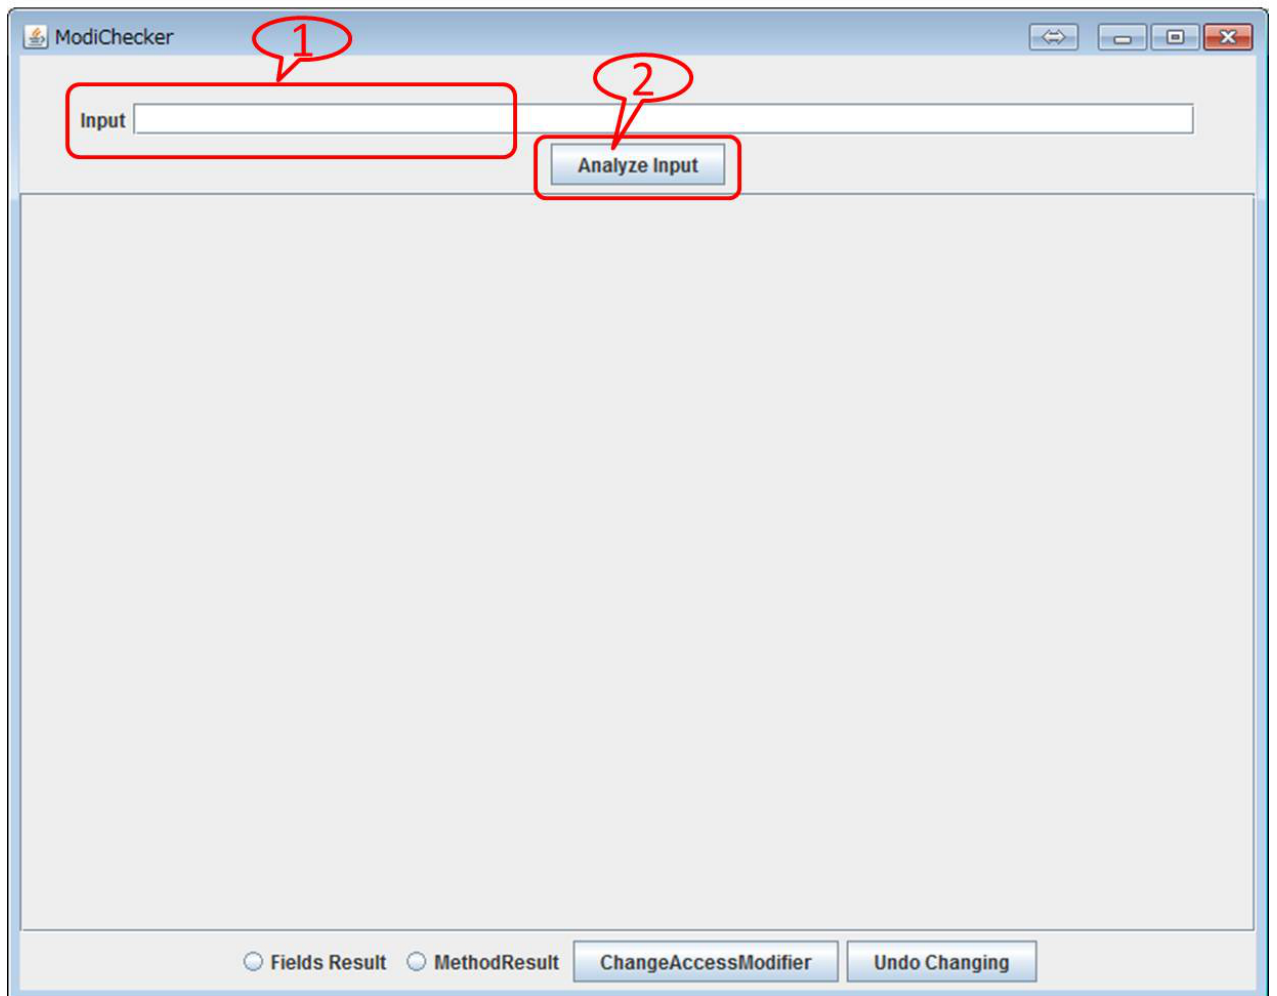 ModiChecker
1
2
Input
Analyze Input
Fields Result MethodResult ChangeAccessModifier Undo Changing